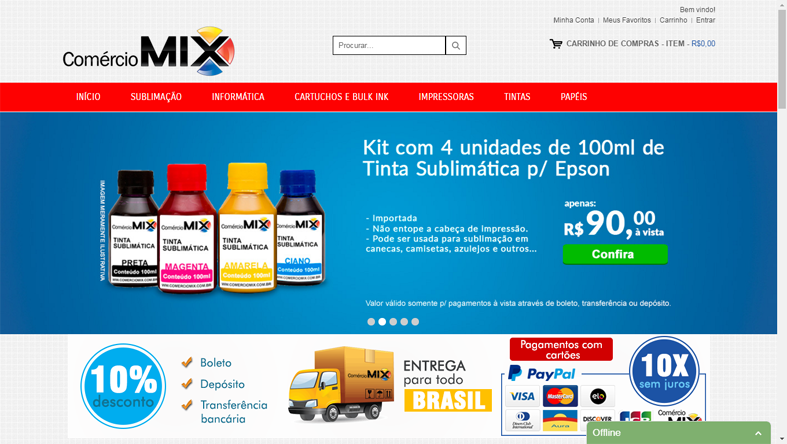 Bem vindo!
Minha Conta | Meus Favoritos | Carrinho | Entrar
Comércio MIX
Procurar...
CARRINHO DE COMPRAS - ITEM - R$0,00
INÍCIO SUBLIMAÇÃO INFORMÁTICA CARTUCHOS E BULK INK IMPRESSORAS TINTAS PAPÉIS
Kit com 4 unidades de 100ml de
Tinta Sublimática p/ Epson
IMAGEM MERAMENTE ILUSTRATIVA
Comércio MIX
TINTA
SUBLIMÁTICA
PRETA
Conteúdo 100ml
WWW.COMERCIOMIX.COM.BR
Comércio MIX
TINTA
SUBLIMÁTICA
MAGENTA
Conteúdo 100ml
WWW.COMERCIOMIX.COM.BR
Comércio MIX
TINTA
SUBLIMÁTICA
AMARELA
Conteúdo 100ml
WWW.COMERCIOMIX.COM.BR
Comércio MIX
TINTA
SUBLIMÁTICA
CIANO
Conteúdo 100ml
WWW.COMERCIOMIX.COM.BR
- Importada
- Não entope a cabeça de impressão.
- Pode ser usada para sublimação em
canecas, camisetas, azulejos e outros...
apenas:
R$ 90,00
à vista
Confira
Valor válido somente p/ pagamentos à vista através de boleto, transferência ou depósito.
10%
desconto
Boleto
Depósito
Transferência
bancária
Comércio MIX
ENTREGA
para todo
BRASIL
Pagamentos com
cartões
PayPal
10X
sem juros
VISA MasterCard elo
Diners Club
International
AURA DISCOVER JCB Comércio MIX
Offline